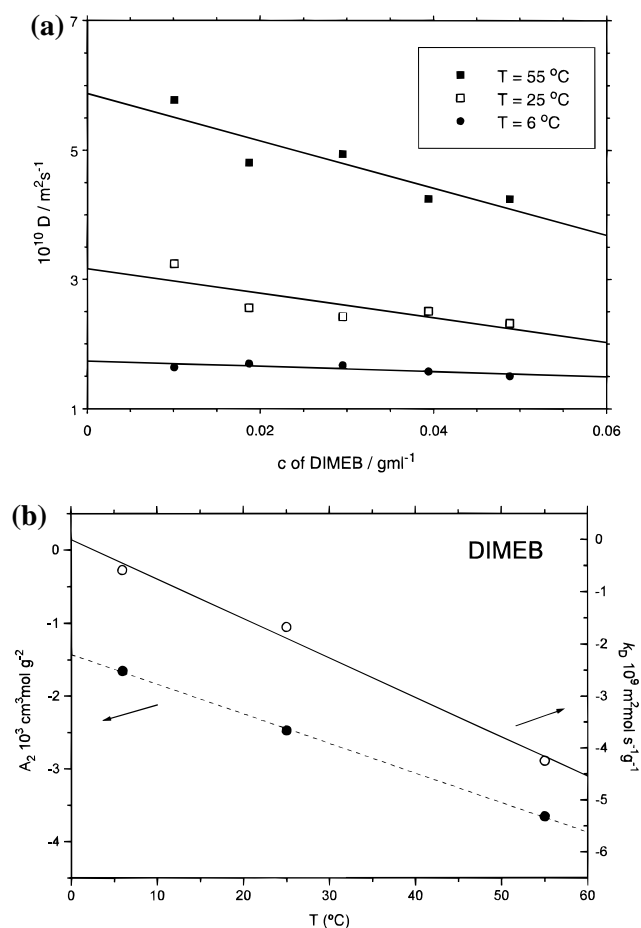 (a)
7
5
3
1
10¹⁰ D / m²s⁻¹
T = 55 °C
T = 25 °C
T = 6 °C
0
0.02
0.04
0.06
c of DIMEB / gml⁻¹
(b)
DIMEB
0
-1
-2
-3
-4
A₂ 10³ cm³mol g⁻²
0
-1
-2
-3
-4
-5
-6
k_D 10⁹ m²mol s⁻¹g⁻¹
0
10
20
30
40
50
60
T (°C)